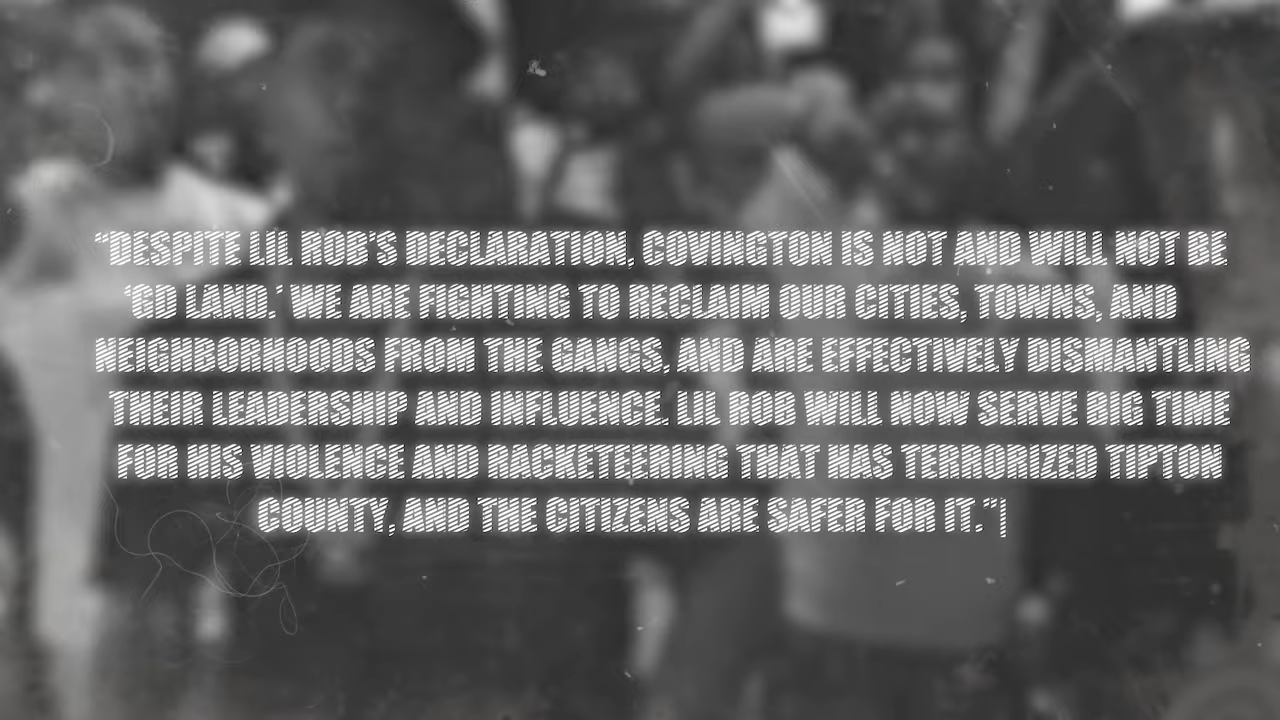 “DESPITE LIL ROB’S DECLARATION, COVINGTON IS NOT AND WILL NOT BE
‘GD LAND.’ WE ARE FIGHTING TO RECLAIM OUR CITIES, TOWNS, AND
NEIGHBORHOODS FROM THE GANGS, AND ARE EFFECTIVELY DISMANTLING
THEIR LEADERSHIP AND INFLUENCE. LIL ROB WILL NOW SERVE BIG TIME
FOR HIS VIOLENCE AND RACKETEERING THAT HAS TERRORIZED TIPTON
COUNTY, AND THE CITIZENS ARE SAFER FOR IT.”|